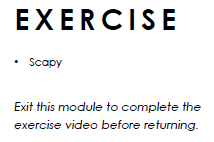 EXERCISE
• Scapy
Exit this module to complete the
exercise video before returning.